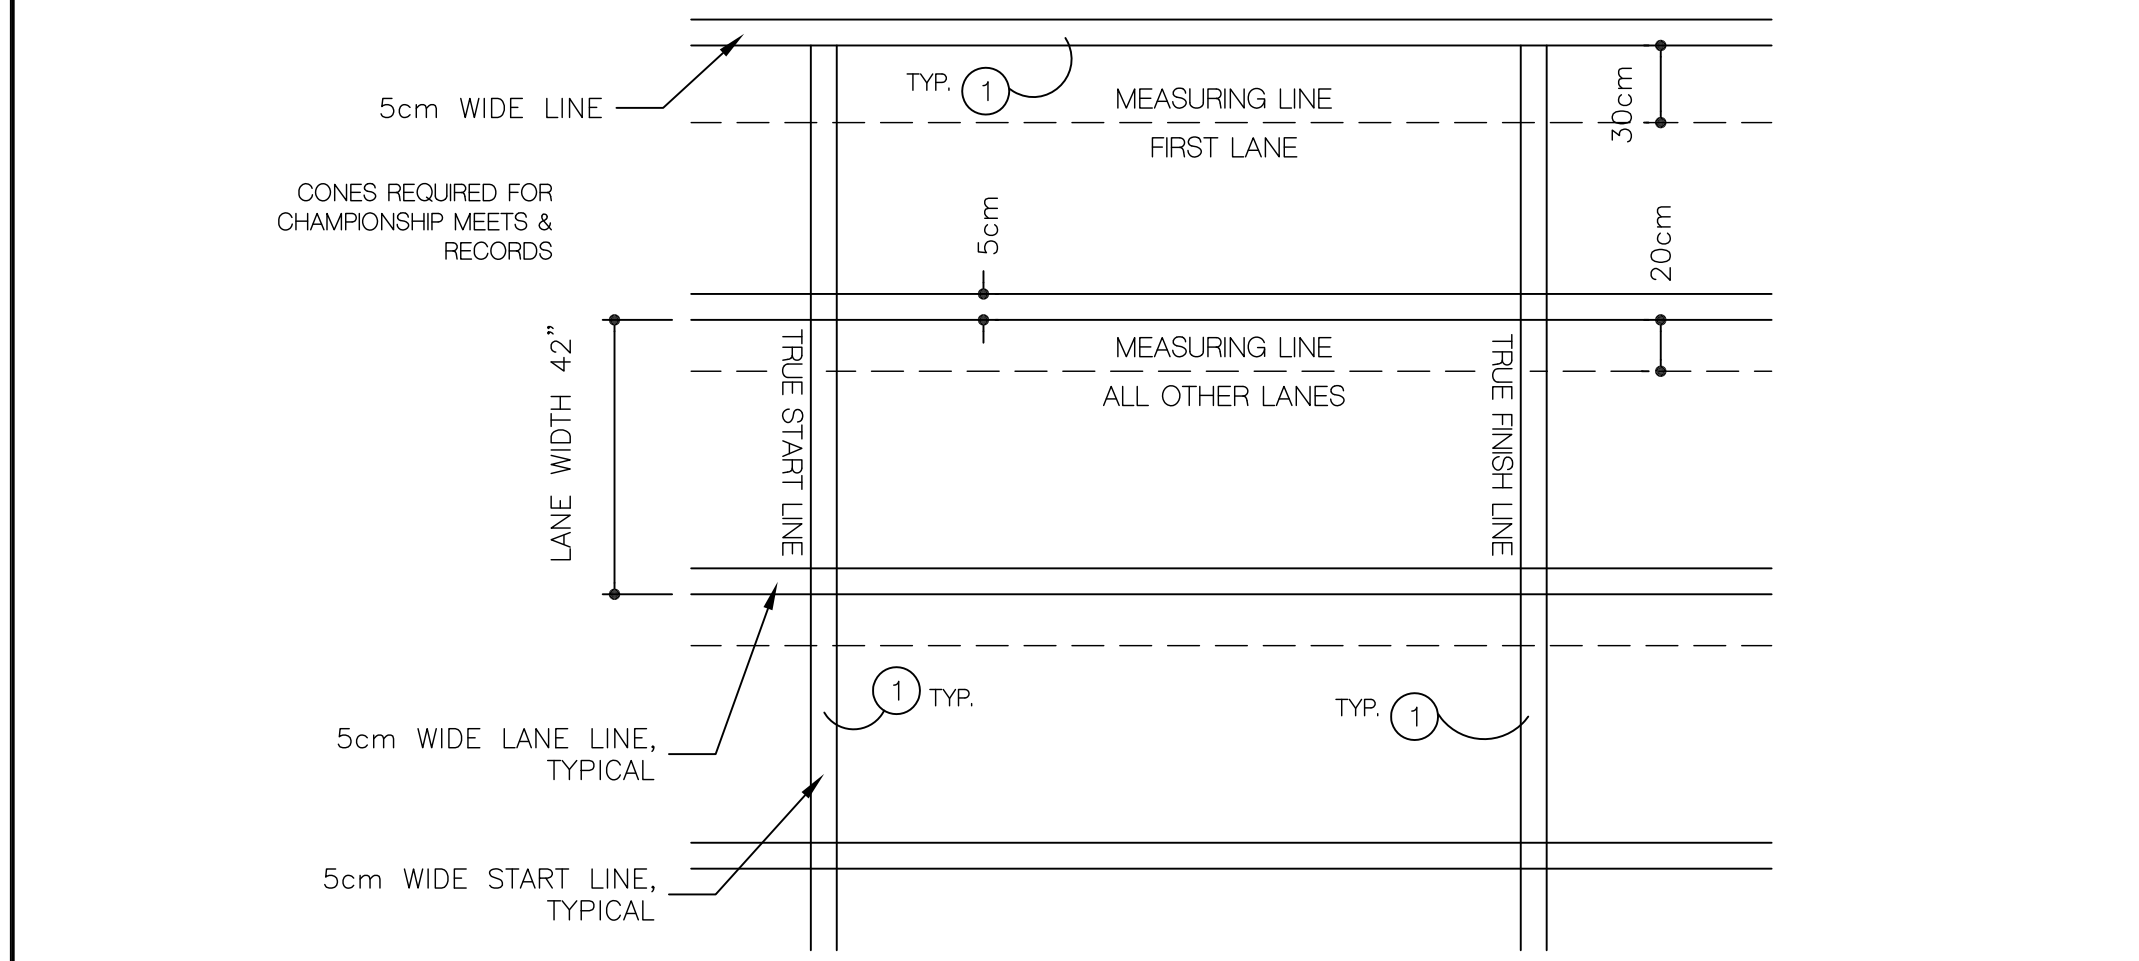 5cm WIDE LINE
TYP. 1
MEASURING LINE
FIRST LANE
30cm
CONES REQUIRED FOR
CHAMPIONSHIP MEETS &
RECORDS
5cm
20cm
LANE WIDTH 42"
TRUE START LINE
MEASURING LINE
ALL OTHER LANES
TRUE FINISH LINE
1 TYP.
TYP. 1
5cm WIDE LANE LINE,
TYPICAL
5cm WIDE START LINE,
TYPICAL